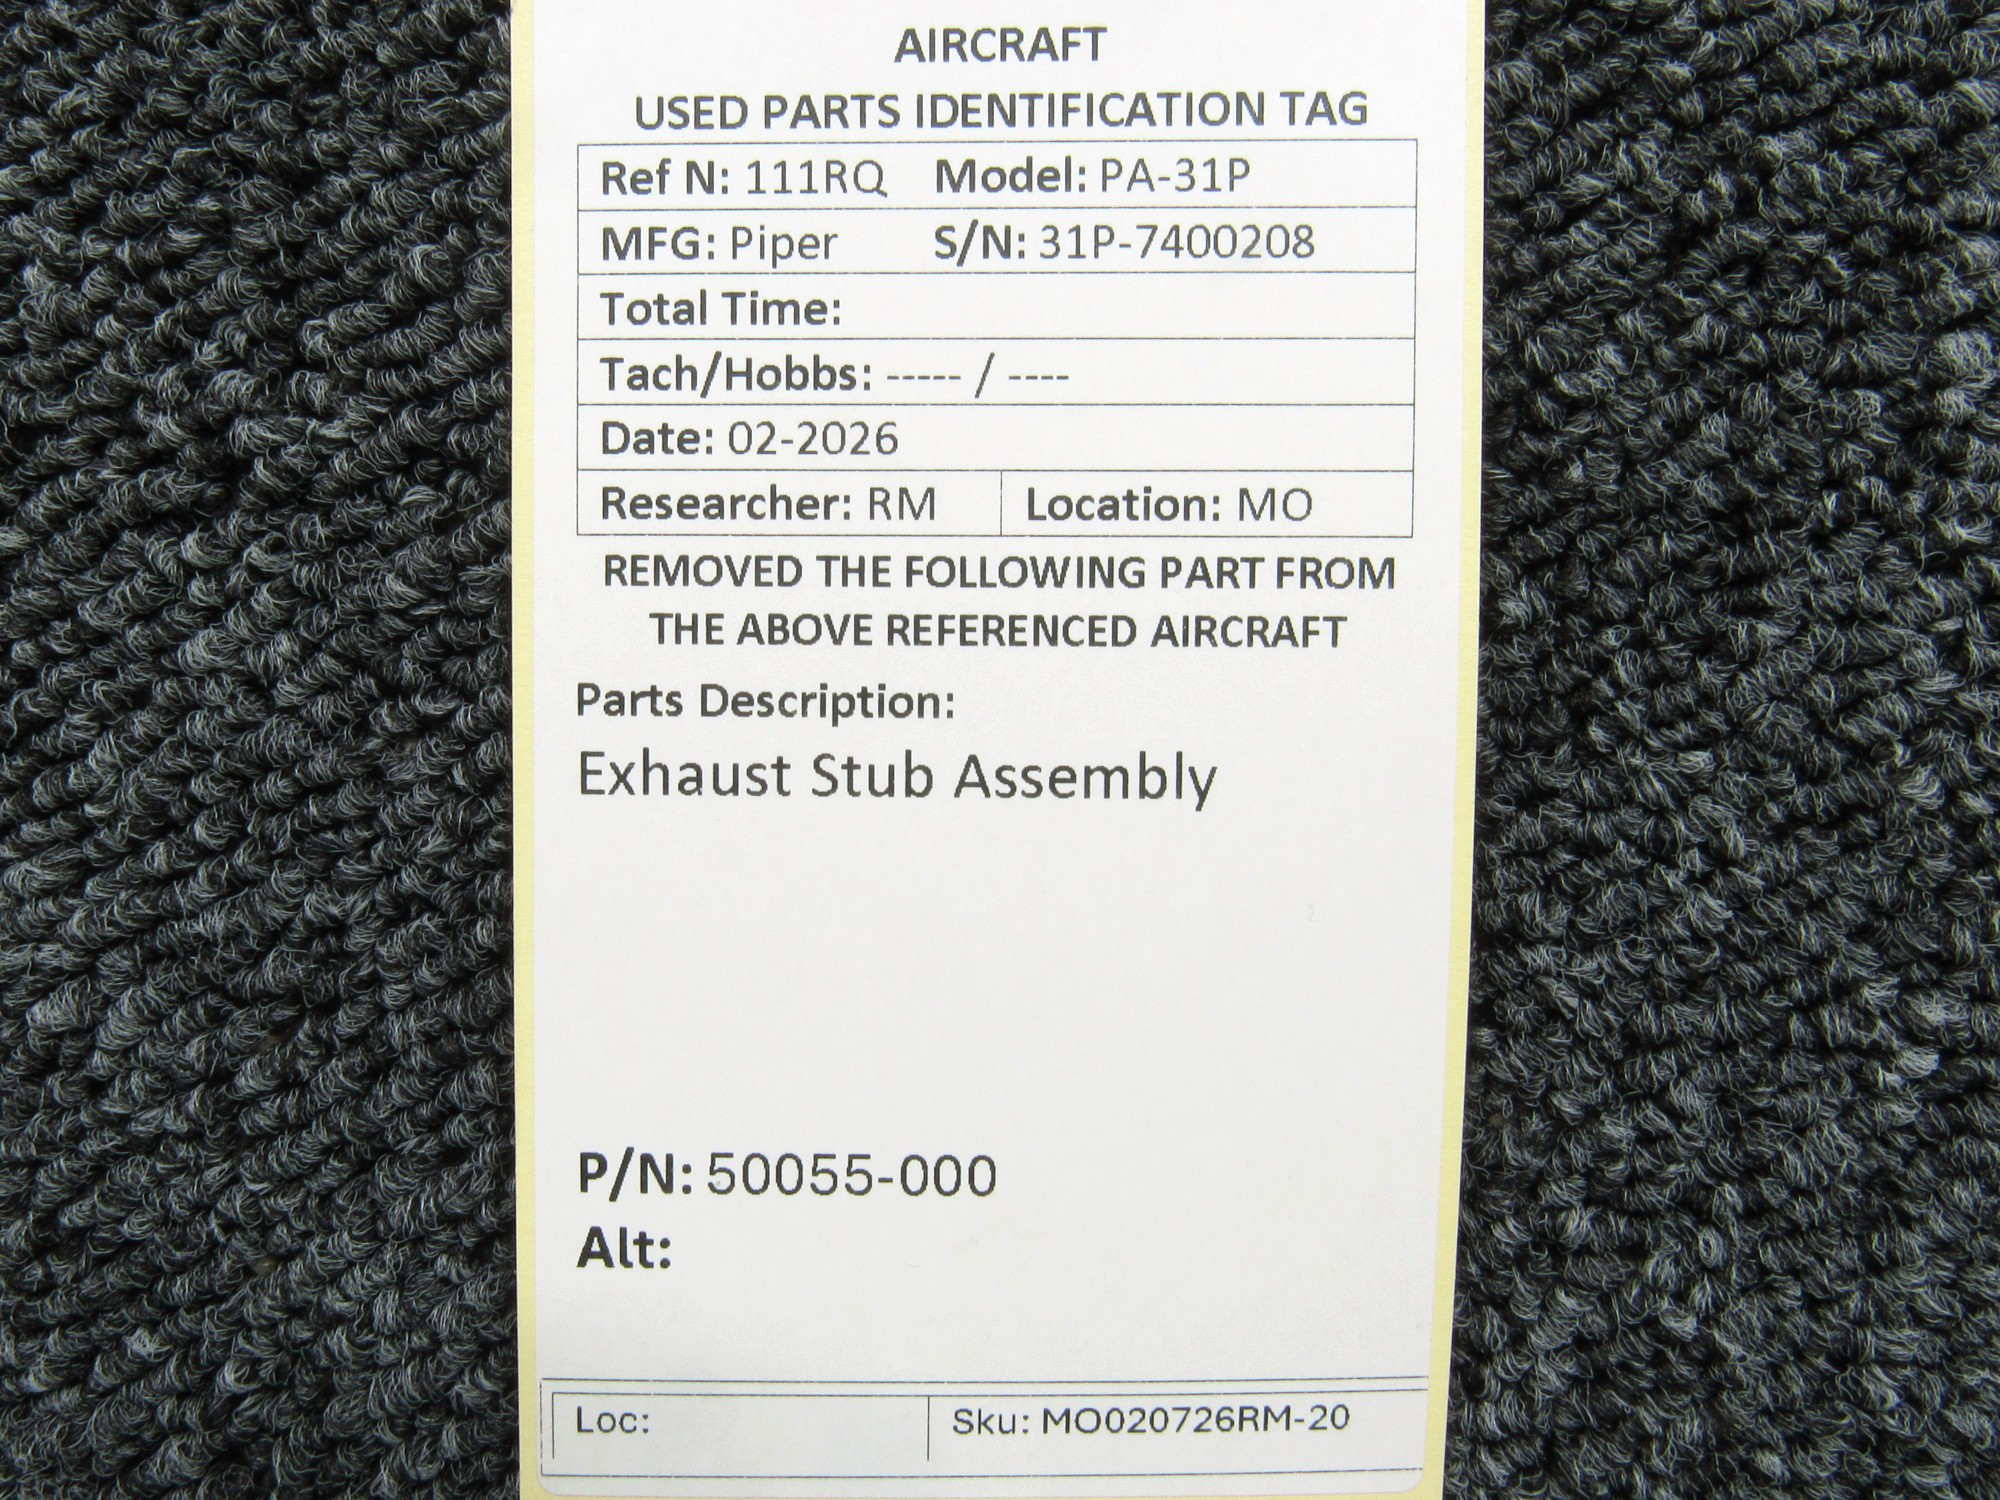 AIRCRAFT
USED PARTS IDENTIFICATION TAG
Ref N: 111RQ Model: PA-31P
MFG: Piper S/N: 31P-7400208
Total Time:
Tach/Hobbs: ----- / ----
Date: 02-2026
Researcher: RM Location: MO
REMOVED THE FOLLOWING PART FROM
THE ABOVE REFERENCED AIRCRAFT
Parts Description:
Exhaust Stub Assembly
P/N: 50055-000
Alt:
Loc: Sku: MO020726RM-20